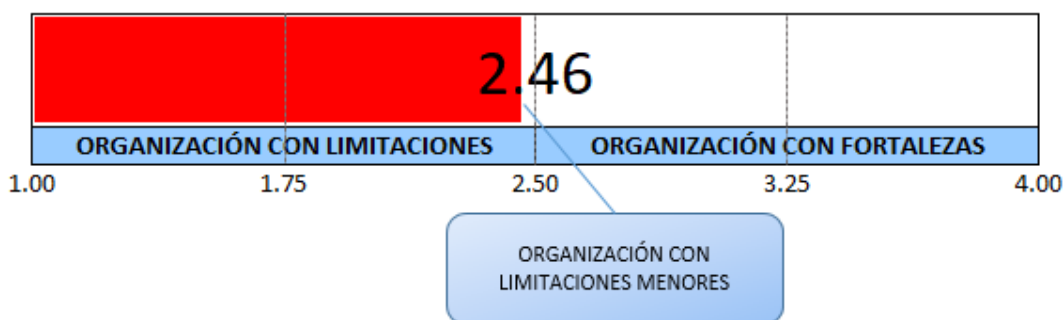 2.46
ORGANIZACIÓN CON LIMITACIONES ORGANIZACIÓN CON FORTALEZAS
1.00 1.75 2.50 3.25 4.00
ORGANIZACIÓN CON
LIMITACIONES MENORES